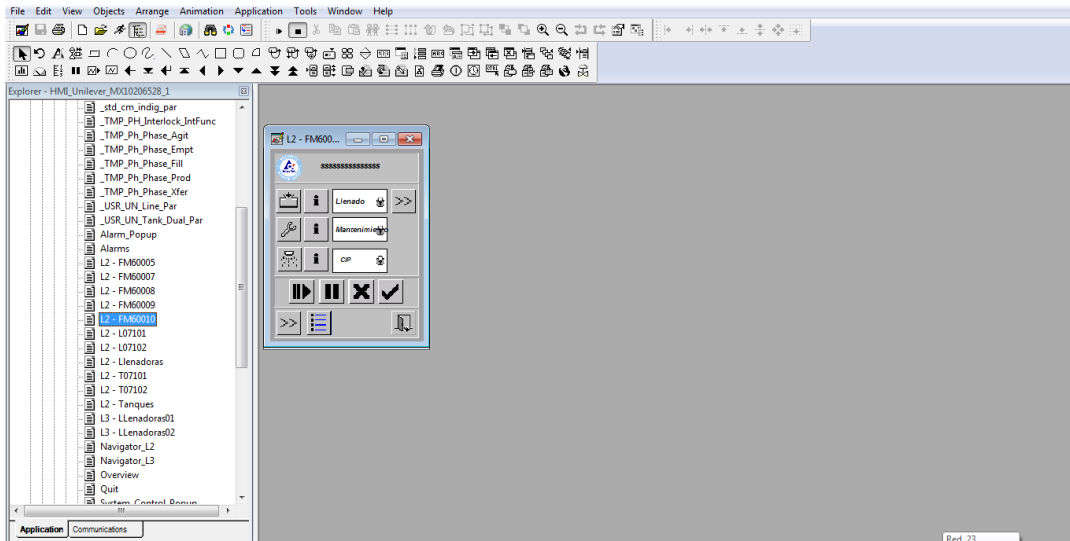 File Edit View Objects Arrange Animation Application Tools Window Help
Explorer - HMI_Unilever_MX10206528_1
_std_cm_indig_par
_TMP_PH_Interlock_IntFunc
_TMP_Ph_Phase_Agit
_TMP_Ph_Phase_Empt
_TMP_Ph_Phase_Fill
_TMP_Ph_Phase_Prod
_TMP_Ph_Phase_Xfer
_USR_UN_Line_Par
_USR_UN_Tank_Dual_Par
Alarm_Popup
Alarms
L2 - FM60005
L2 - FM60007
L2 - FM60008
L2 - FM60009
L2 - FM60010
L2 - L07101
L2 - L07102
L2 - Llenadoras
L2 - T07101
L2 - T07102
L2 - Tanques
L3 - LLenadoras01
L3 - LLenadoras02
Navigator_L2
Navigator_L3
Overview
Quit
System_Control_Popup
Application Communications
L2 - FM600...
sssssssssssssss
Llenado >>
Mantenimiento
CIP
>>
Red_23